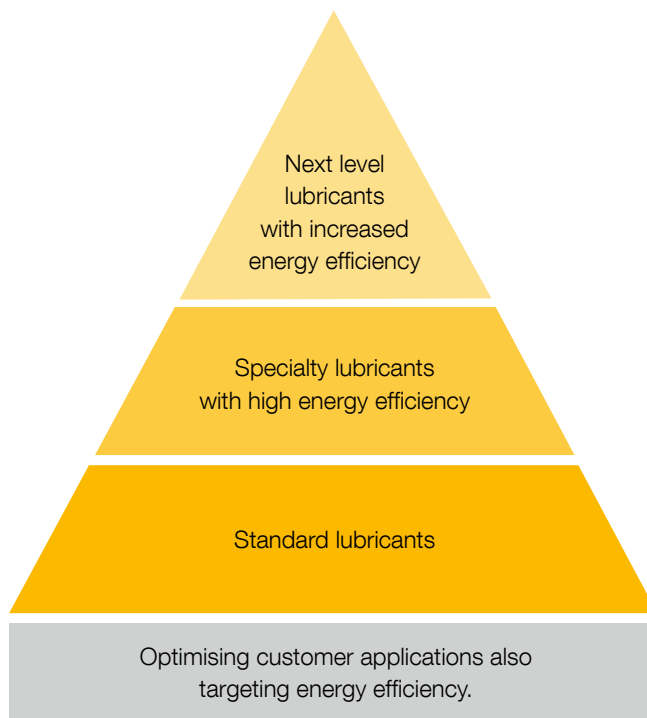 Next level
lubricants
with increased
energy efficiency
Specialty lubricants
with high energy efficiency
Standard lubricants
Optimising customer applications also
targeting energy efficiency.